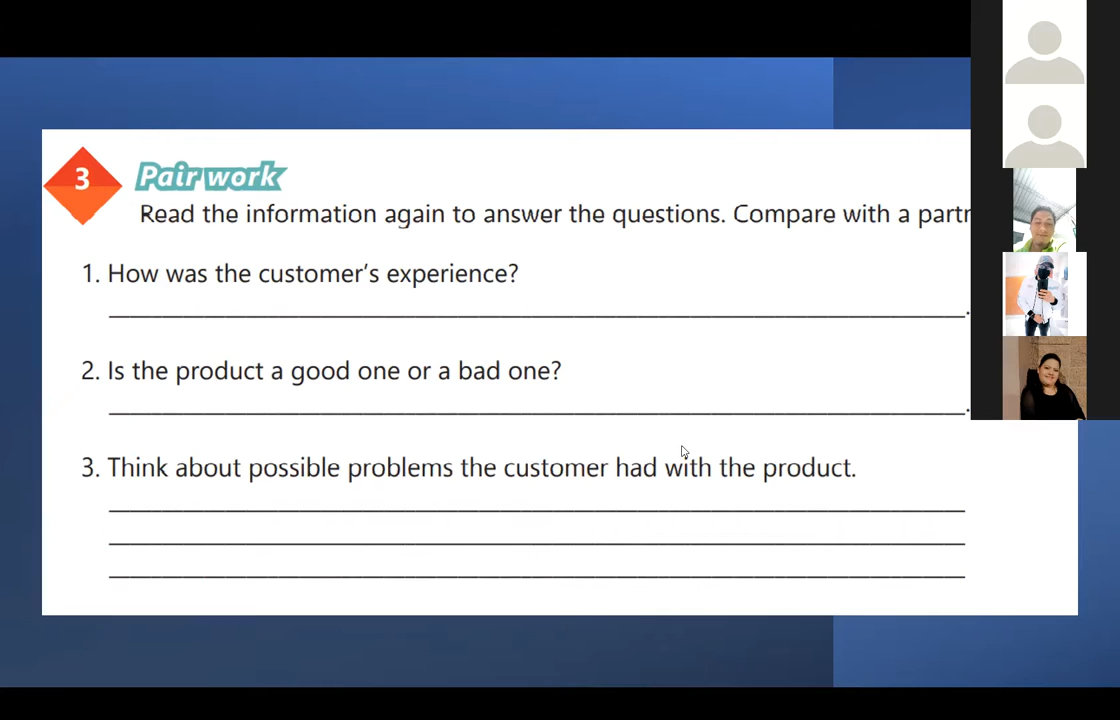 3
Pair work
Read the information again to answer the questions. Compare with a partn
1. How was the customer's experience?
2. Is the product a good one or a bad one?
3. Think about possible problems the customer had with the product.